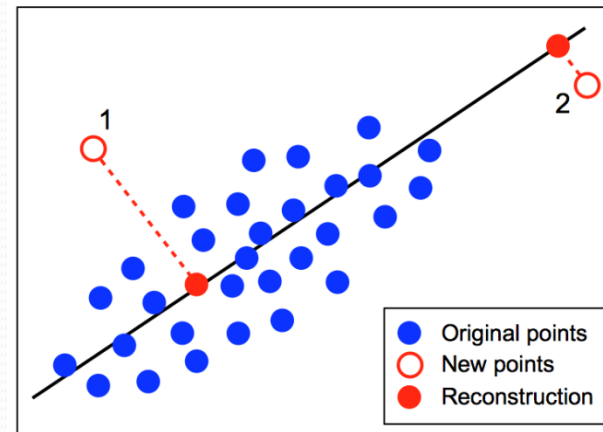 1
2
Original points
New points
Reconstruction